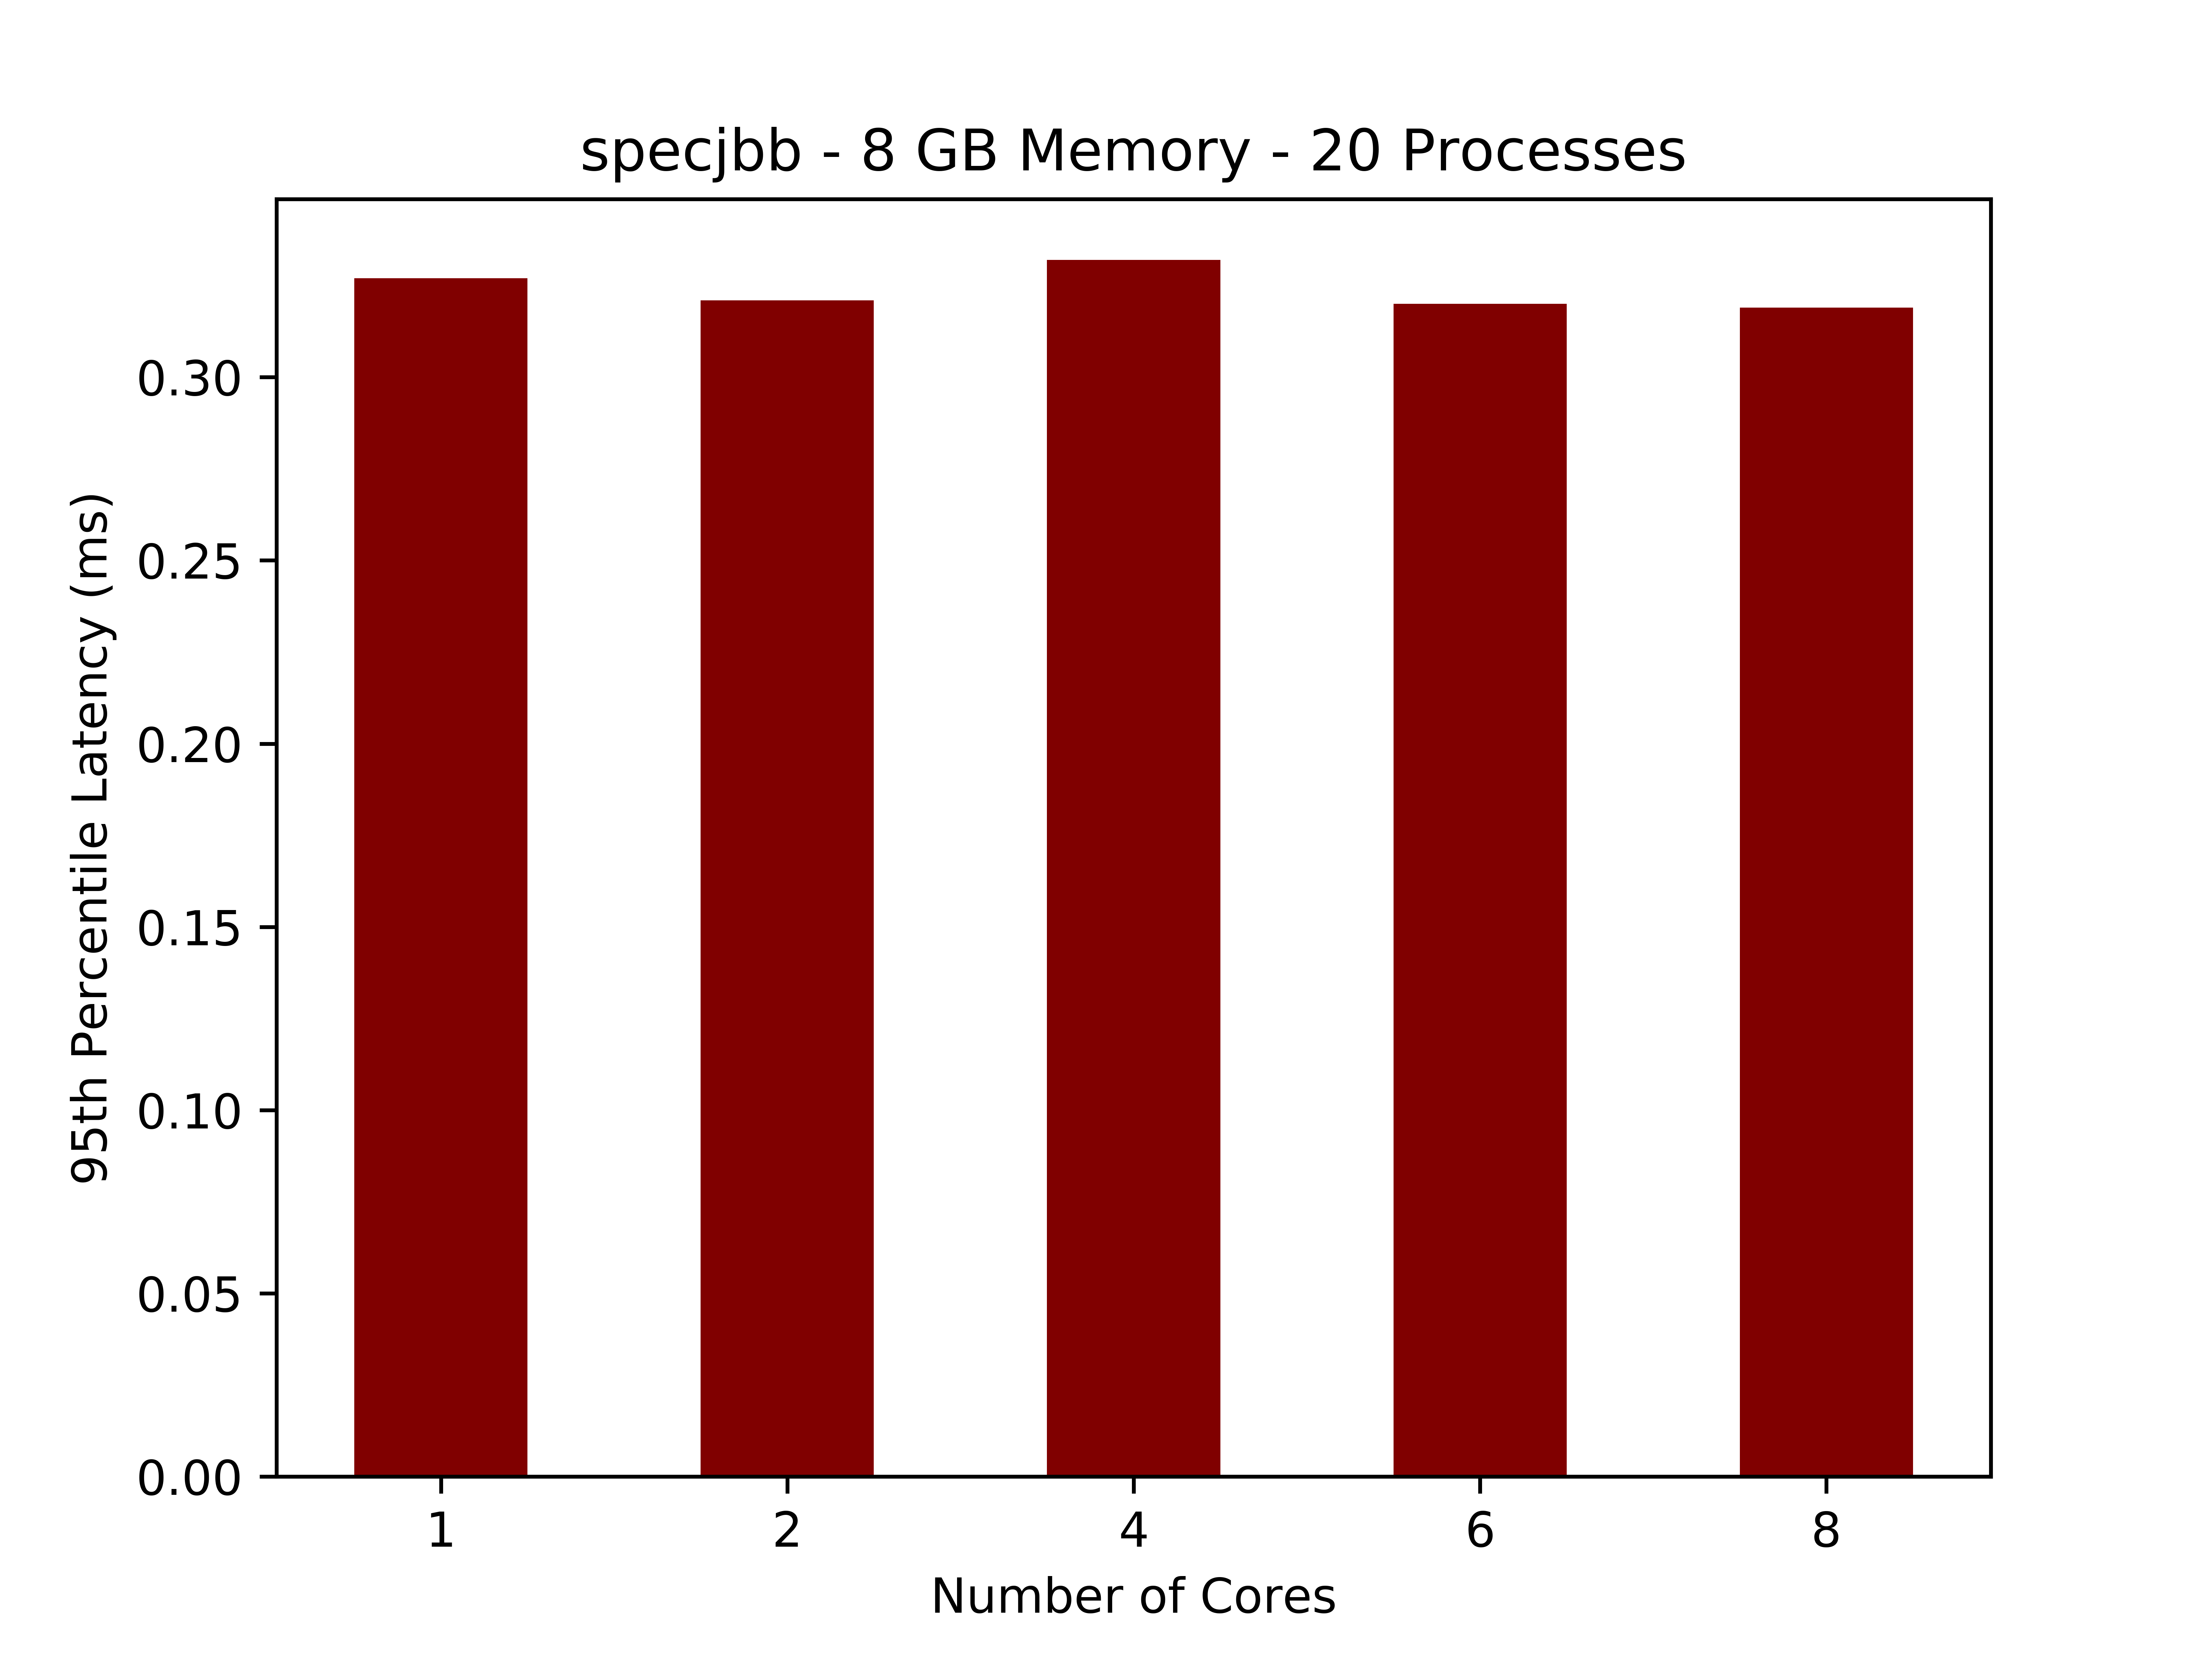 specjbb - 8 GB Memory - 20 Processes
95th Percentile Latency (ms)
0.30
0.25
0.20
0.15
0.10
0.05
0.00
1 2 4 6 8
Number of Cores